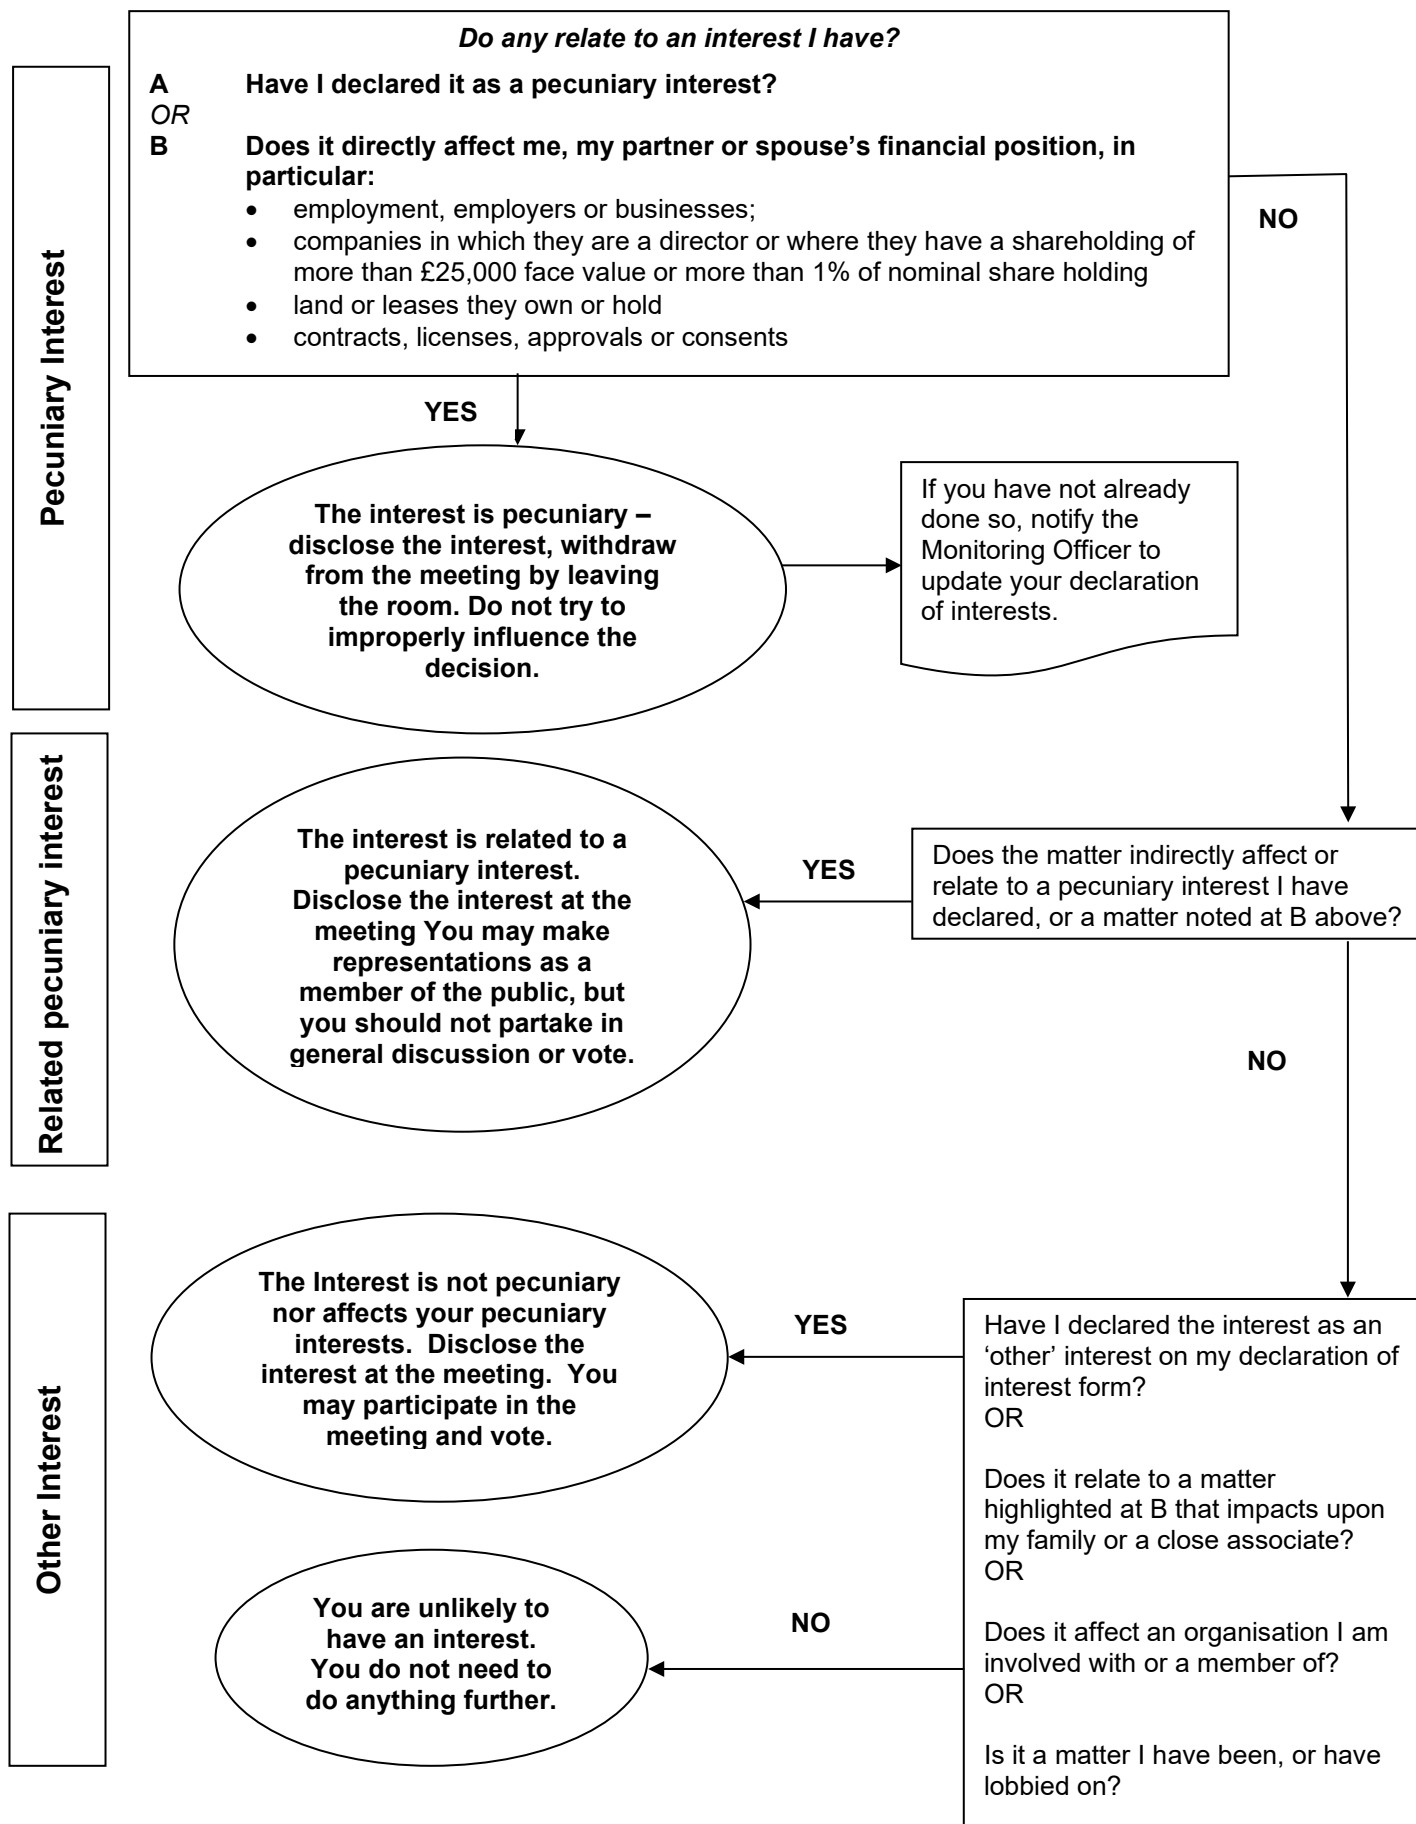 Do any relate to an interest I have?
A Have I declared it as a pecuniary interest?
OR
B Does it directly affect me, my partner or spouse’s financial position, in
particular:
• employment, employers or businesses;
• companies in which they are a director or where they have a shareholding of
more than £25,000 face value or more than 1% of nominal share holding
• land or leases they own or hold
• contracts, licenses, approvals or consents
NO
Pecuniary Interest
YES
The interest is pecuniary –
disclose the interest, withdraw
from the meeting by leaving
the room. Do not try to
improperly influence the
decision.
If you have not already
done so, notify the
Monitoring Officer to
update your declaration
of interests.
Related pecuniary interest
The interest is related to a
pecuniary interest.
Disclose the interest at the
meeting You may make
representations as a
member of the public, but
you should not partake in
general discussion or vote.
YES
Does the matter indirectly affect or
relate to a pecuniary interest I have
declared, or a matter noted at B above?
NO
Other Interest
The Interest is not pecuniary
nor affects your pecuniary
interests. Disclose the
interest at the meeting. You
may participate in the
meeting and vote.
YES
Have I declared the interest as an
‘other’ interest on my declaration of
interest form?
OR
Does it relate to a matter
highlighted at B that impacts upon
my family or a close associate?
OR
Does it affect an organisation I am
involved with or a member of?
OR
Is it a matter I have been, or have
lobbied on?
NO
You are unlikely to
have an interest.
You do not need to
do anything further.